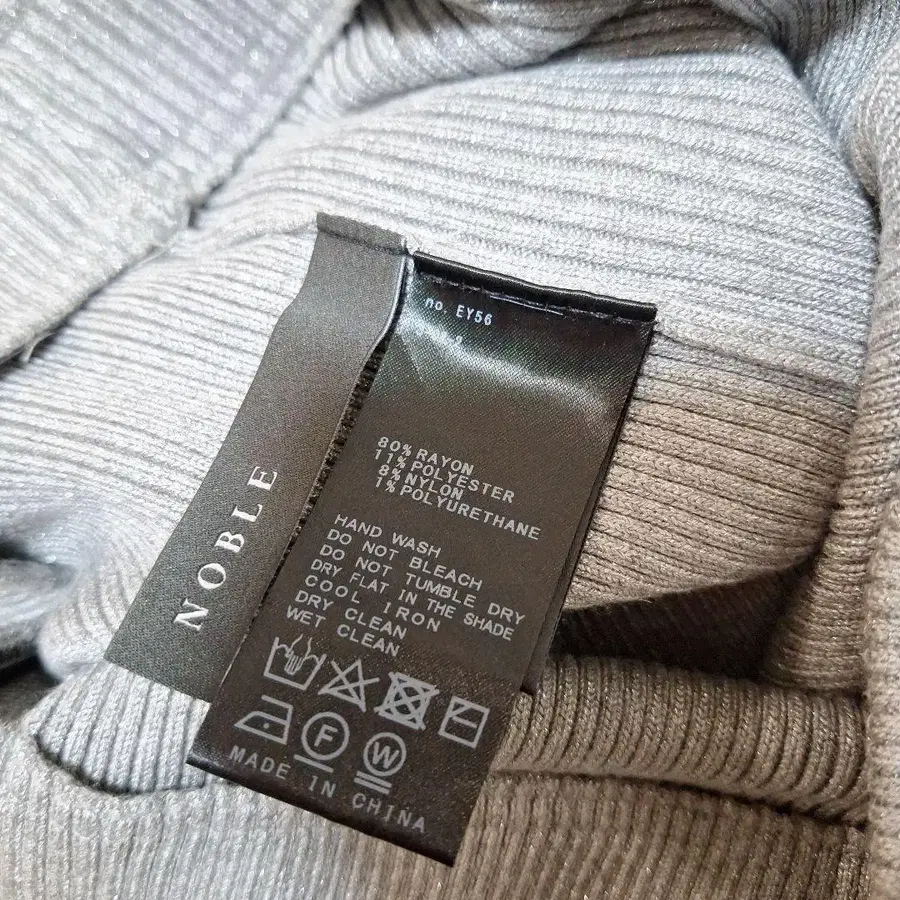 NOBLE
no. EY56
80% RAYON
11% POLYESTER
8% NYLON
1% POLYURETHANE
HAND WASH
DO NOT BLEACH
DO NOT TUMBLE DRY
DRY FLAT IN THE SHADE
COOL IRON
DRY CLEAN
WET CLEAN
F W
MADE IN CHINA